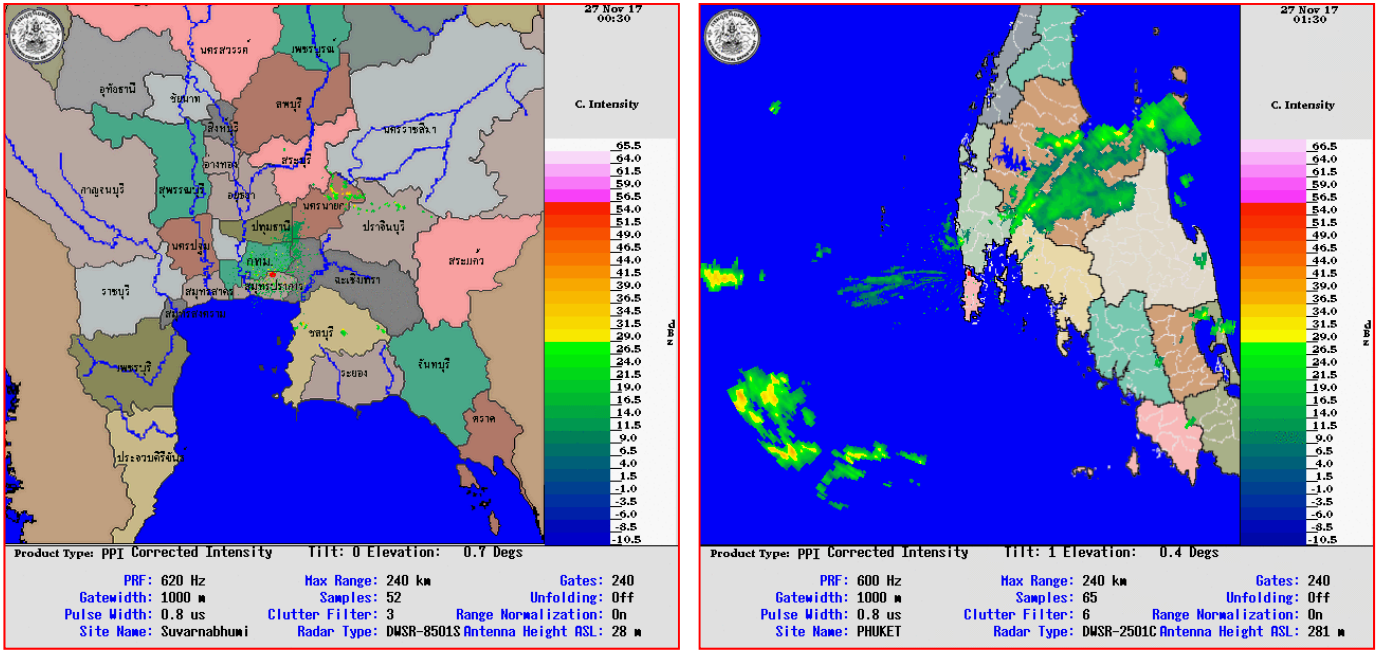 27 Nov 17
00:30
C. Intensity
65.5
64.0
61.5
59.0
56.5
54.0
51.5
49.0
46.5
44.0
41.5
39.0
36.5
34.0
31.5
29.0
26.5
24.0
21.5
19.0
16.5
14.0
11.5
9.0
6.5
4.0
1.5
-1.0
-3.5
-6.0
-8.5
-10.5
นครสวรรค์
เพชรบูรณ์
อุทัยธานี
ชัยนาท
ลพบุรี
สิงหบุรี
นครราชสีมา
อ่างทอง
สระบุรี
กาญจนบุรี
สุพรรณบุรี
อยุธยา
นครนายก
ปราจีนบุรี
ปทุมธานี
นครปฐม
กทม.
สระแก้ว
ราชบุรี
สมุทรสาคร
สมุทรปราการ
ฉะเชิงเทรา
สมุทรสงคราม
ชลบุรี
เพชรบุรี
ระยอง
จันทบุรี
ตราด
ประจวบคีรีขันธ์
Product Type: PPI Corrected Intensity Tilt: 0 Elevation: 0.7 Degs
PRF: 620 Hz Max Range: 240 km Gates: 240
Gatewidth: 1000 m Samples: 52 Unfolding: Off
Pulse Width: 0.8 us Clutter Filter: 3 Range Normalization: On
Site Name: Suvarnabhumi Radar Type: DWSR-8501S Antenna Height ASL: 28 m
27 Nov 17
01:30
C. Intensity
66.5
64.0
61.5
59.0
56.5
54.0
51.5
49.0
46.5
44.0
41.5
39.0
36.5
34.0
31.5
29.0
26.5
24.0
21.5
19.0
16.5
14.0
11.5
9.0
6.5
4.0
1.5
-1.0
-3.5
-6.0
-8.5
-10.5
Product Type: PPI Corrected Intensity Tilt: 1 Elevation: 0.4 Degs
PRF: 600 Hz Max Range: 240 km Gates: 240
Gatewidth: 1000 m Samples: 65 Unfolding: Off
Pulse Width: 0.8 us Clutter Filter: 6 Range Normalization: On
Site Name: PHUKET Radar Type: DWSR-2501C Antenna Height ASL: 281 m